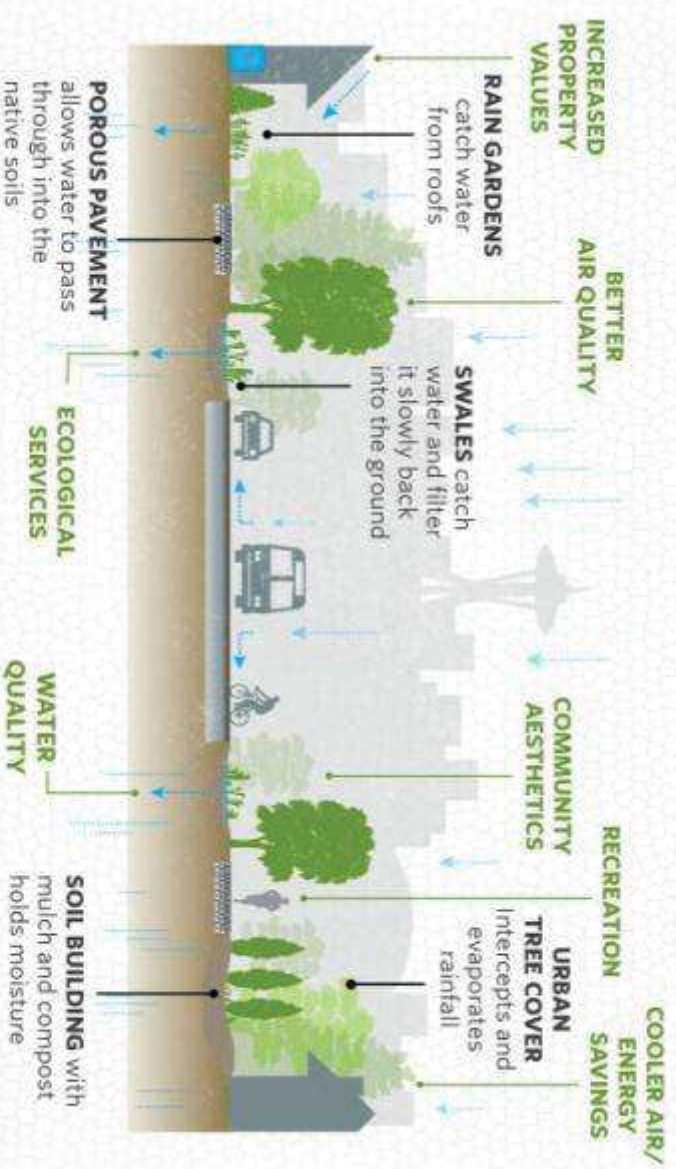 INCREASED
PROPERTY
VALUES
RAIN GARDENS
catch water
from roofs
BETTER
AIR QUALITY
SWALES catch
water and filter
it slowly back
into the ground
COMMUNITY
AESTHETICS
RECREATION
URBAN
TREE COVER
Intercepts and
evaporates
rainfall
COOLER AIR/
ENERGY
SAVINGS
POROUS PAVEMENT
allows water to pass
through into the
native soils
ECOLOGICAL
SERVICES
WATER
QUALITY
SOIL BUILDING with
mulch and compost
holds moisture